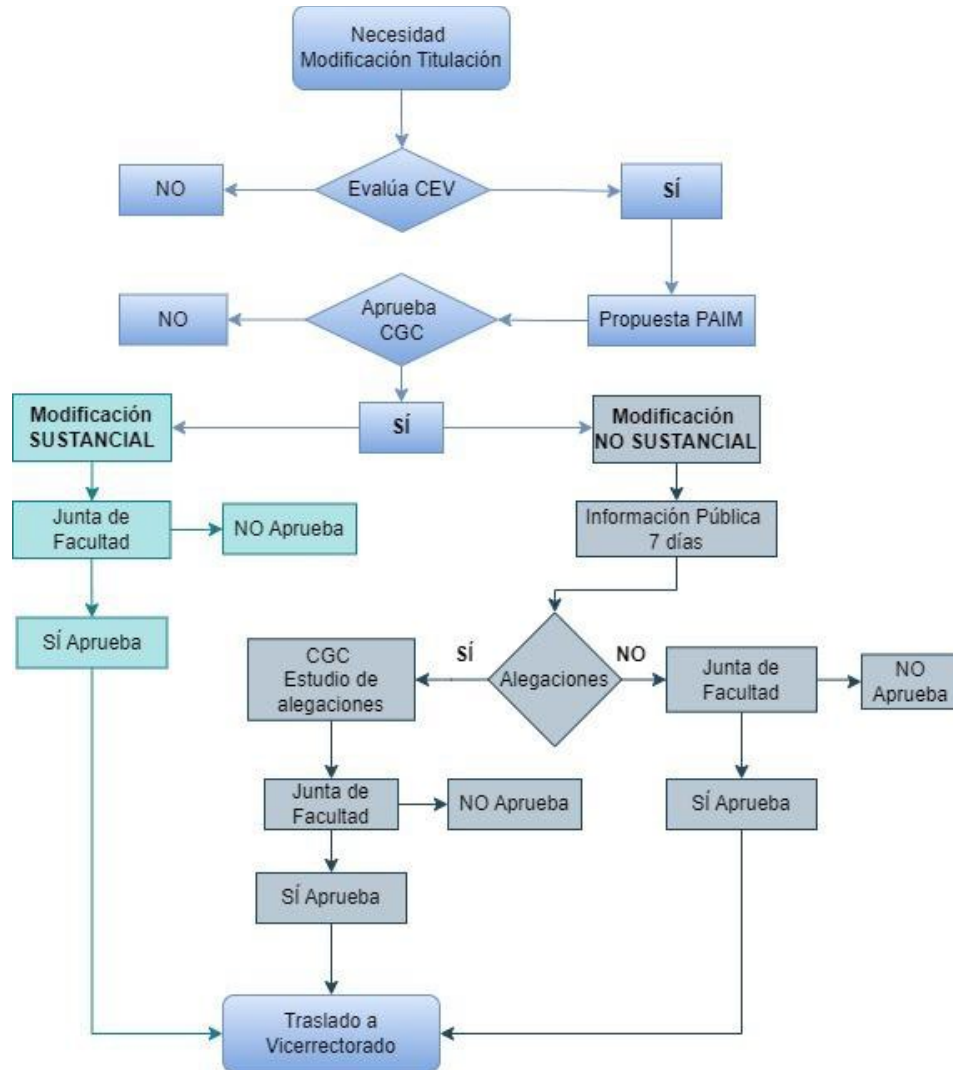 Necesidad
Modificación Titulación
NO
Evalúa CEV
SÍ
NO
Aprueba
CGC
Propuesta PAIM
Modificación
SUSTANCIAL
SÍ
Modificación
NO SUSTANCIAL
Junta de
Facultad
NO Aprueba
Información Pública
7 días
SÍ Aprueba
CGC
Estudio de
alegaciones
SÍ
Alegaciones
NO
Junta de
Facultad
NO
Aprueba
Junta de
Facultad
NO Aprueba
SÍ Aprueba
SÍ Aprueba
Traslado a
Vicerrectorado